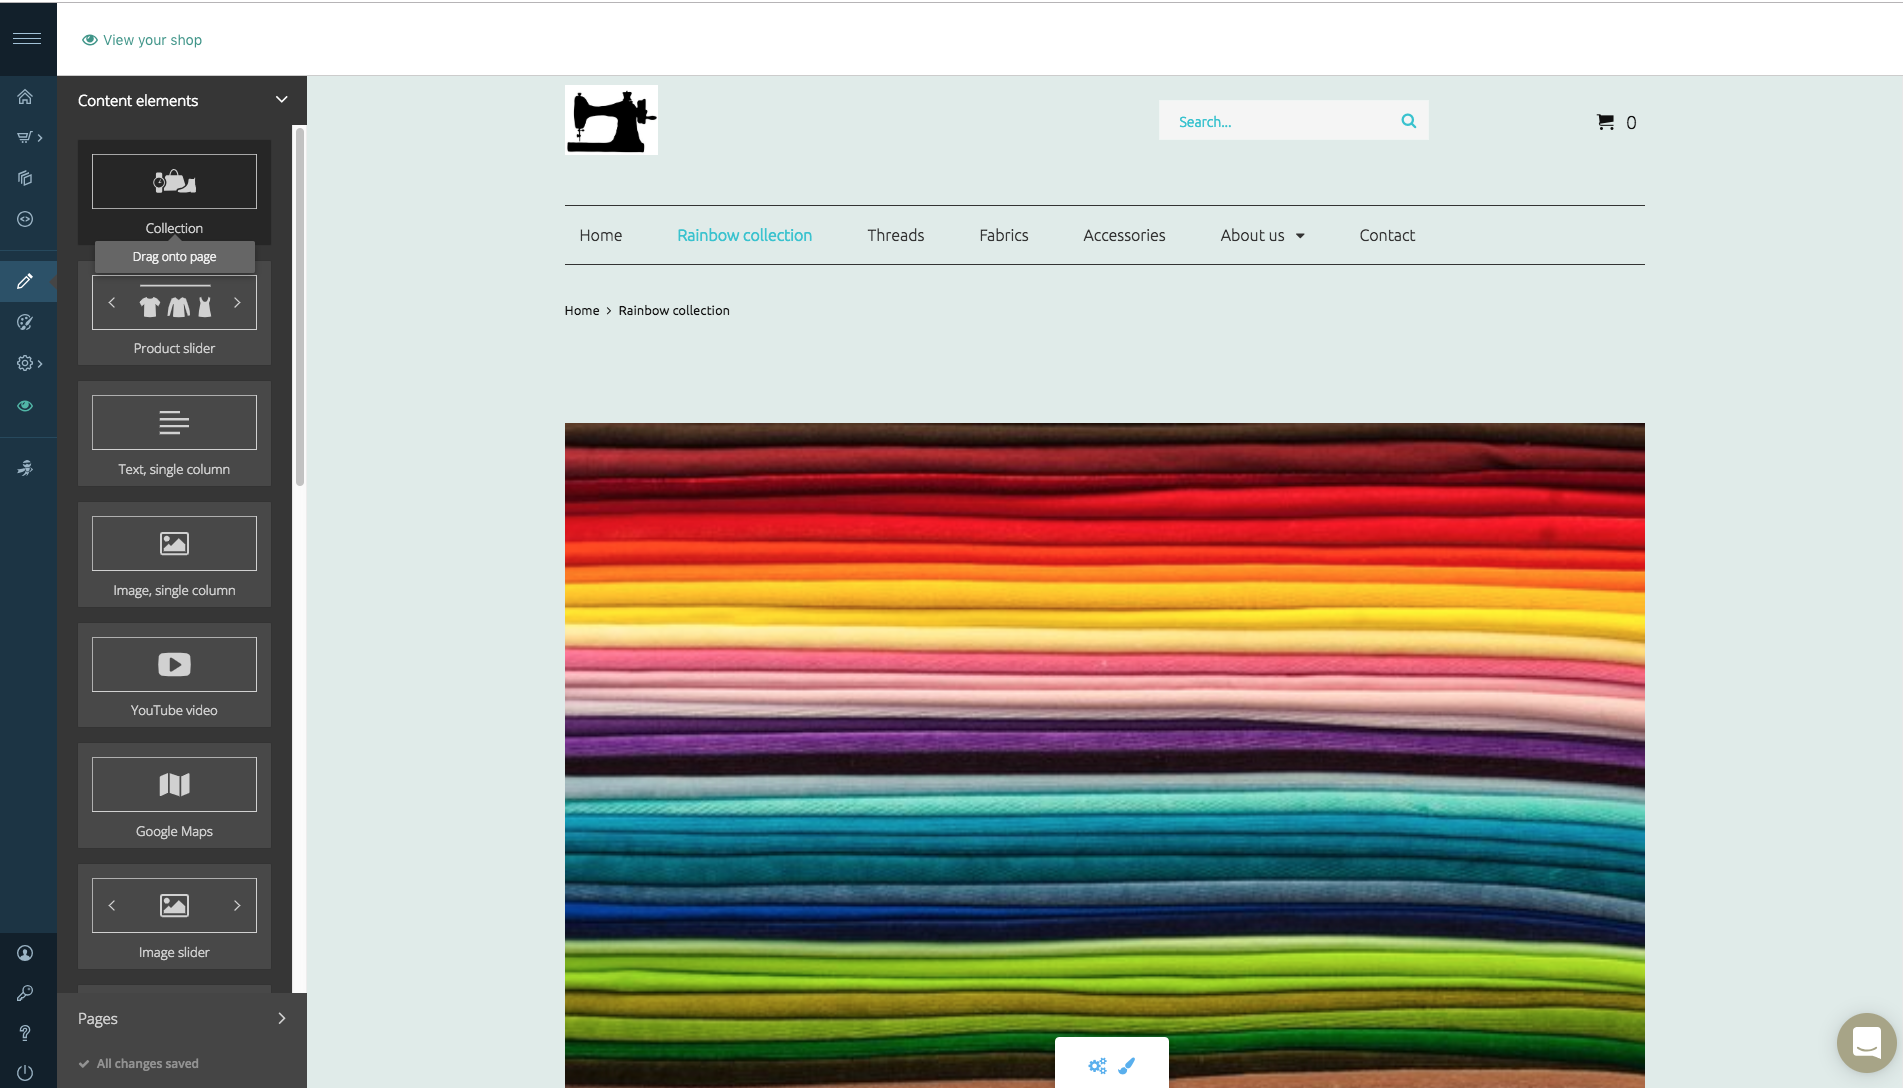 View your shop
Content elements
Collection
Drag onto page
Product slider
Text, single column
Image, single column
YouTube video
Google Maps
Image slider
Pages
All changes saved
Search...
0
Home Rainbow collection Threads Fabrics Accessories About us Contact
Home > Rainbow collection